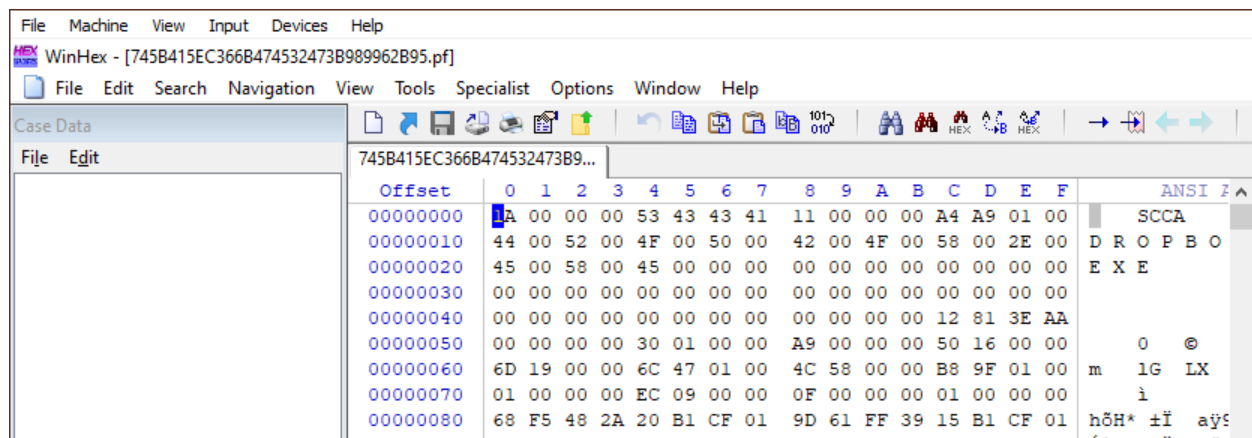 File Machine View Input Devices Help
WinHex - [745B415EC366B474532473B989962B95.pf]
File Edit Search Navigation View Tools Specialist Options Window Help
Case Data
File Edit
745B415EC366B474532473B9...
Offset 0 1 2 3 4 5 6 7 8 9 A B C D E F ANSI A
00000000 1A 00 00 00 53 43 43 41 11 00 00 00 A4 A9 01 00 SCCA
00000010 44 00 52 00 4F 00 50 00 42 00 4F 00 58 00 2E 00 D R O P B O
00000020 45 00 58 00 45 00 00 00 00 00 00 00 00 00 00 00 E X E
00000030 00 00 00 00 00 00 00 00 00 00 00 00 00 00 00 00
00000040 00 00 00 00 00 00 00 00 00 00 00 00 12 81 3E AA
00000050 00 00 00 00 30 01 00 00 A9 00 00 00 50 16 00 00 0 ©
00000060 6D 19 00 00 6C 47 01 00 4C 58 00 00 B8 9F 01 00 m lG LX
00000070 01 00 00 00 EC 09 00 00 0F 00 00 00 01 00 00 00 ì
00000080 68 F5 48 2A 20 B1 CF 01 9D 61 FF 39 15 B1 CF 01 hõH* ±Ï aÿ9